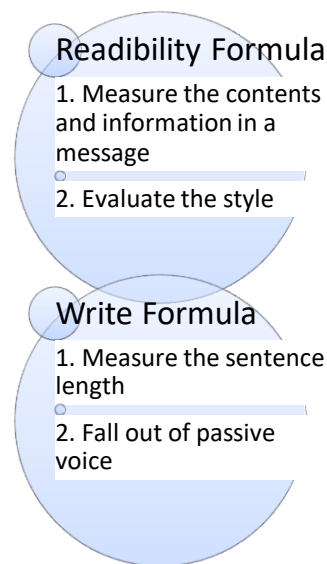 Readibility Formula
1. Measure the contents
and information in a
message
2. Evaluate the style
Write Formula
1. Measure the sentence
length
2. Fall out of passive
voice